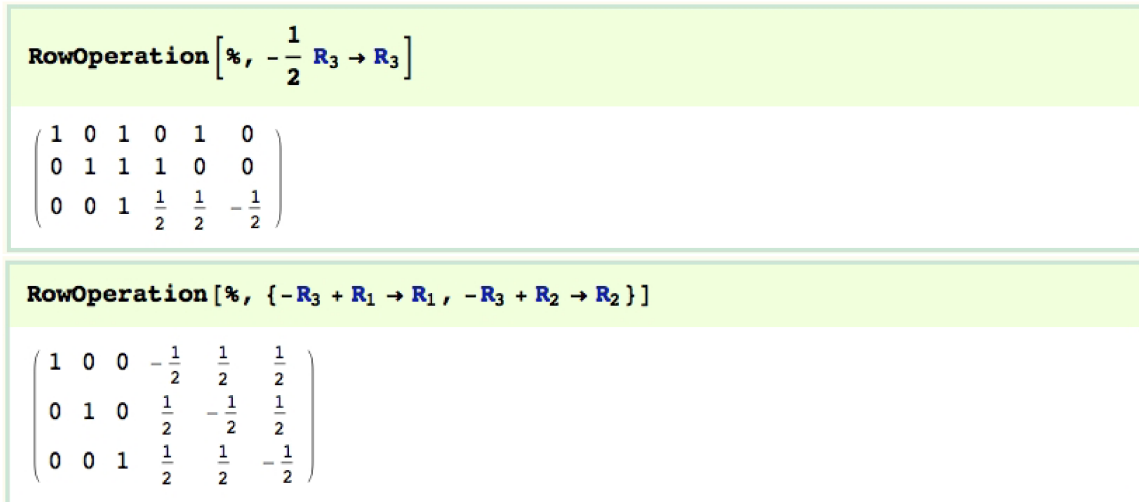 RowOperation[%, -1/2 R₃ → R₃]
1 0 1 0 1 0
0 1 1 1 0 0
0 0 1 1/2 1/2 -1/2
RowOperation[%, {-R₃ + R₁ → R₁, -R₃ + R₂ → R₂}]
1 0 0 -1/2 1/2 1/2
0 1 0 1/2 -1/2 1/2
0 0 1 1/2 1/2 -1/2